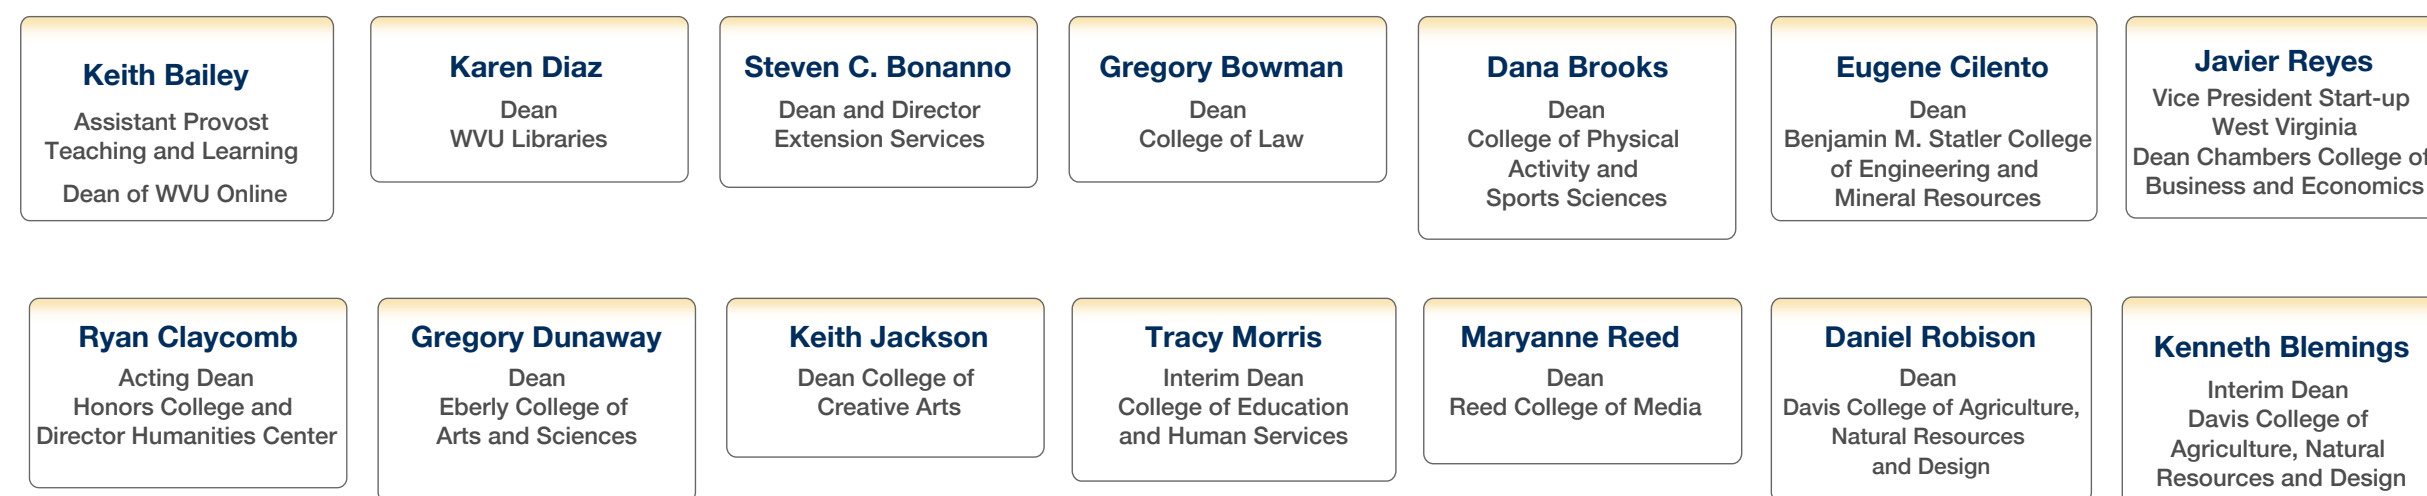 Keith Bailey
Assistant Provost
Teaching and Learning
Dean of WVU Online
Karen Diaz
Dean
WVU Libraries
Steven C. Bonanno
Dean and Director
Extension Services
Gregory Bowman
Dean
College of Law
Dana Brooks
Dean
College of Physical
Activity and
Sports Sciences
Eugene Cilento
Dean
Benjamin M. Statler College
of Engineering and
Mineral Resources
Javier Reyes
Vice President Start-up
West Virginia
Dean Chambers College of
Business and Economics
Ryan Claycomb
Acting Dean
Honors College and
Director Humanities Center
Gregory Dunaway
Dean
Eberly College of
Arts and Sciences
Keith Jackson
Dean College of
Creative Arts
Tracy Morris
Interim Dean
College of Education
and Human Services
Maryanne Reed
Dean
Reed College of Media
Daniel Robison
Dean
Davis College of Agriculture,
Natural Resources
and Design
Kenneth Blemings
Interim Dean
Davis College of
Agriculture, Natural
Resources and Design